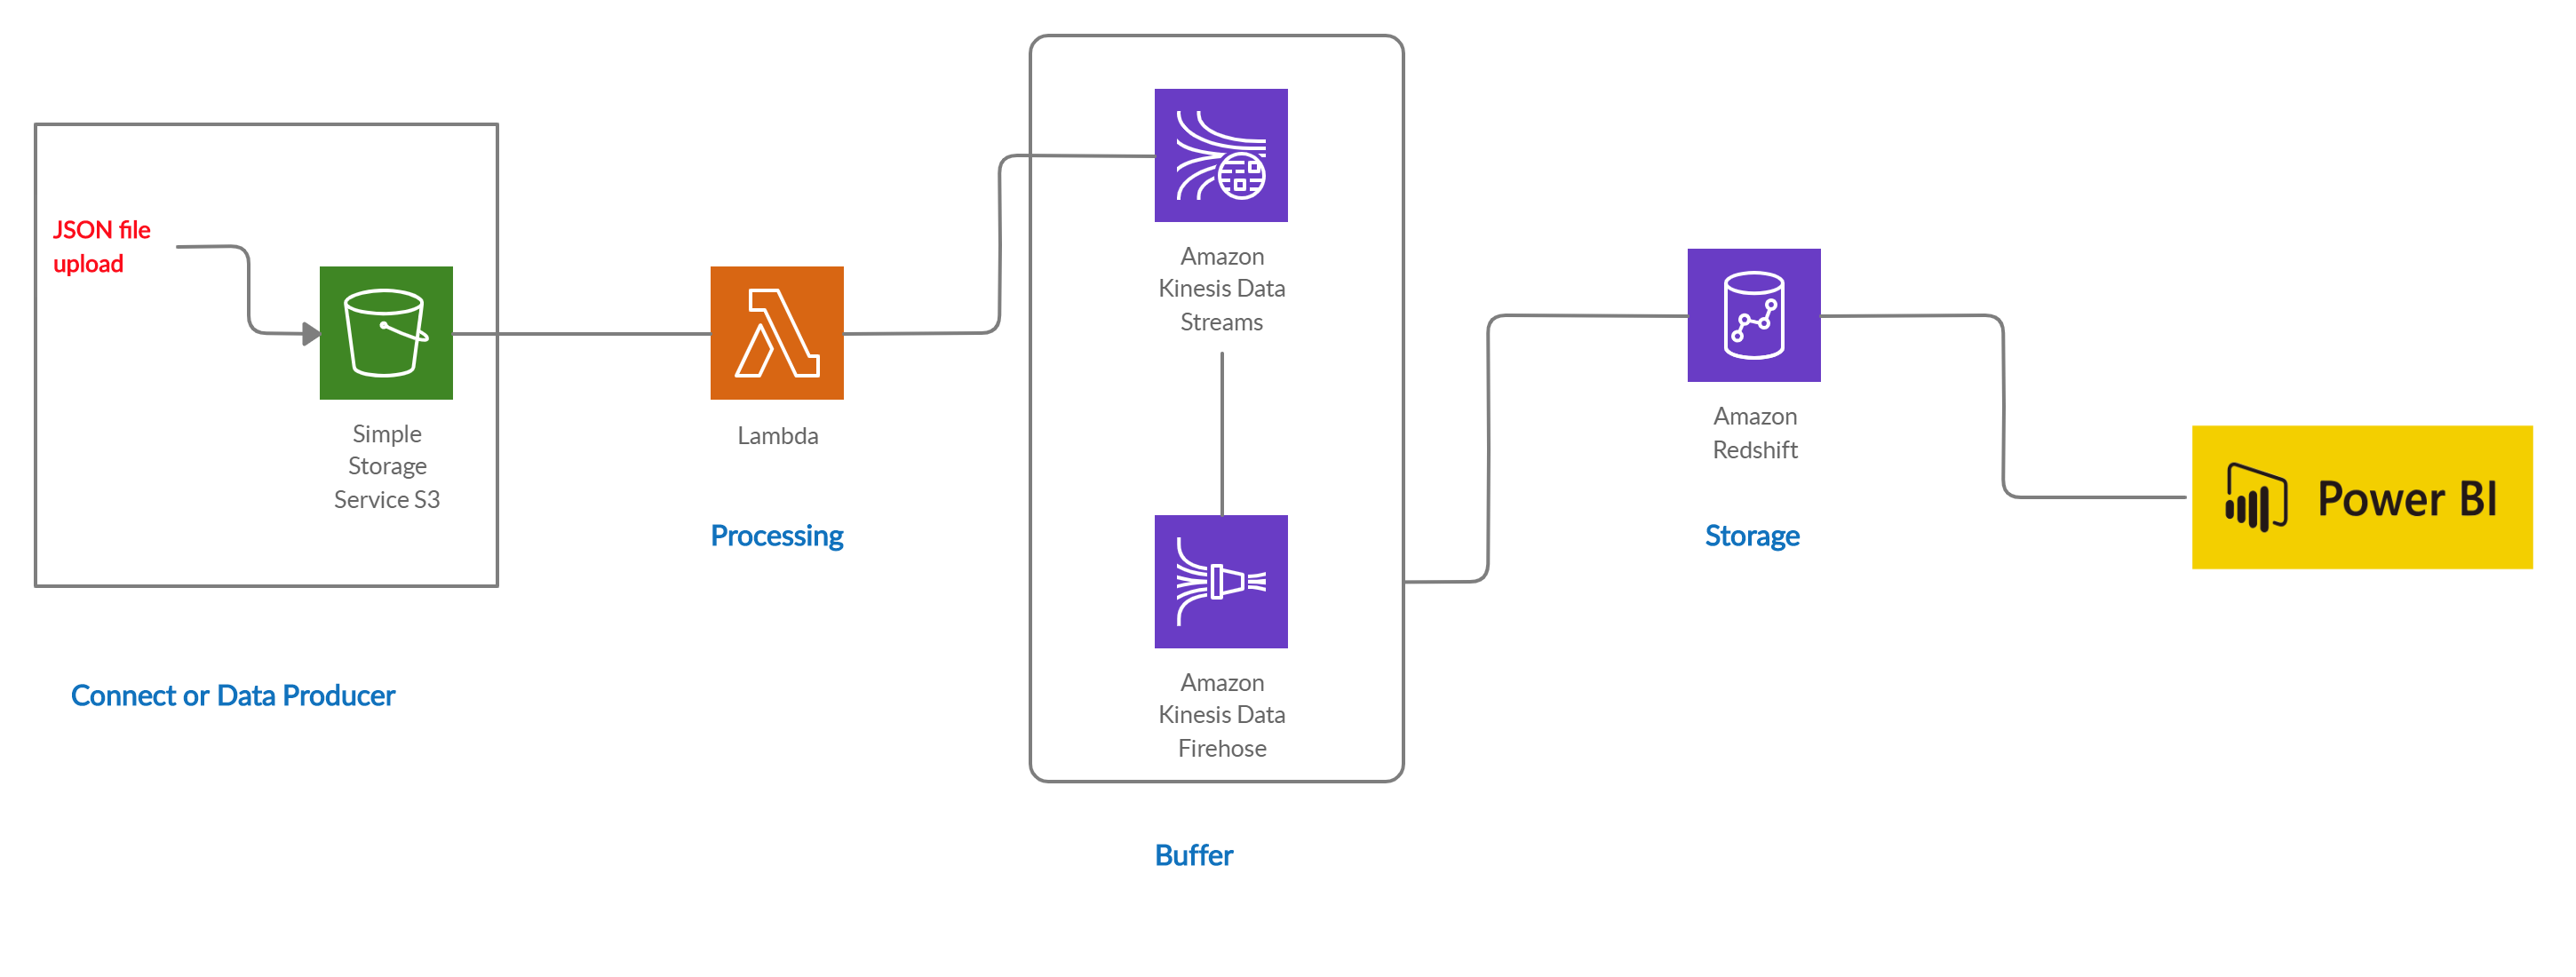 JSON file
upload
Simple
Storage
Service S3
Connect or Data Producer
Lambda
Processing
Amazon
Kinesis Data
Streams
Amazon
Kinesis Data
Firehose
Buffer
Amazon
Redshift
Storage
Power BI